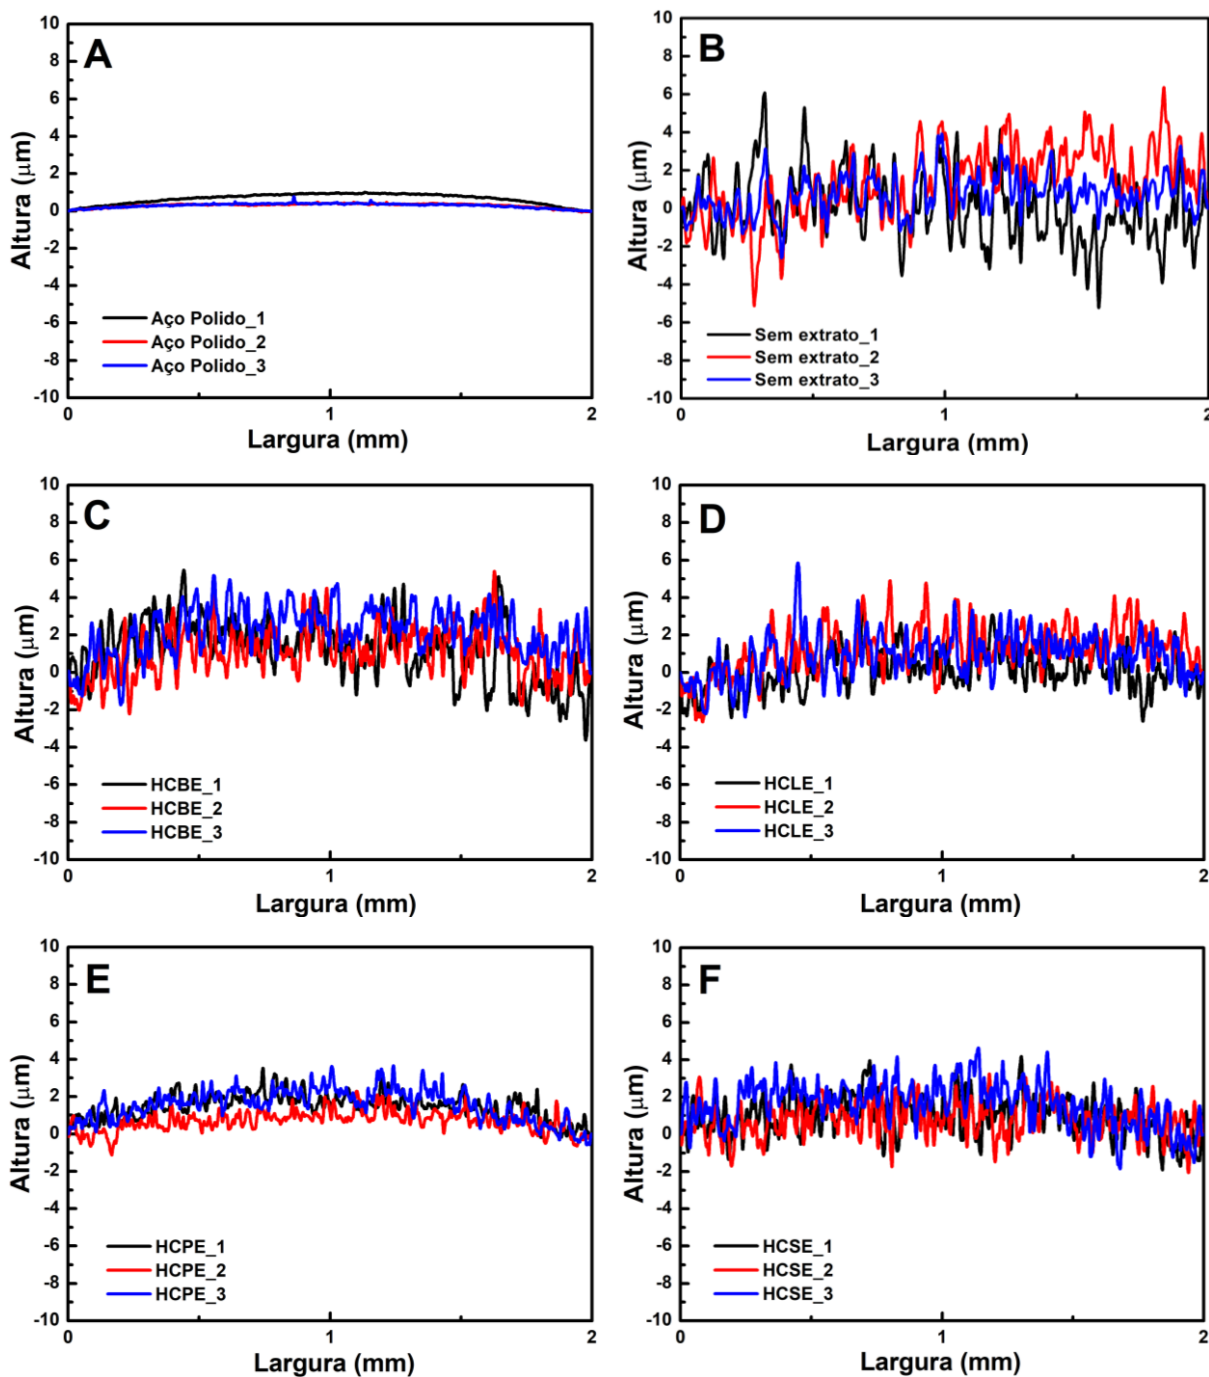 A
Altura (µm)
10
8
6
4
2
0
-2
-4
-6
-8
-10
Aço Polido_1
Aço Polido_2
Aço Polido_3
0
1
2
Largura (mm)
B
Altura (µm)
10
8
6
4
2
0
-2
-4
-6
-8
-10
Sem extrato_1
Sem extrato_2
Sem extrato_3
0
1
2
Largura (mm)
C
Altura (µm)
10
8
6
4
2
0
-2
-4
-6
-8
-10
HCBE_1
HCBE_2
HCBE_3
0
1
2
Largura (mm)
D
Altura (µm)
10
8
6
4
2
0
-2
-4
-6
-8
-10
HCLE_1
HCLE_2
HCLE_3
0
1
2
Largura (mm)
E
Altura (µm)
10
8
6
4
2
0
-2
-4
-6
-8
-10
HCPE_1
HCPE_2
HCPE_3
0
1
2
Largura (mm)
F
Altura (µm)
10
8
6
4
2
0
-2
-4
-6
-8
-10
HCSE_1
HCSE_2
HCSE_3
0
1
2
Largura (mm)